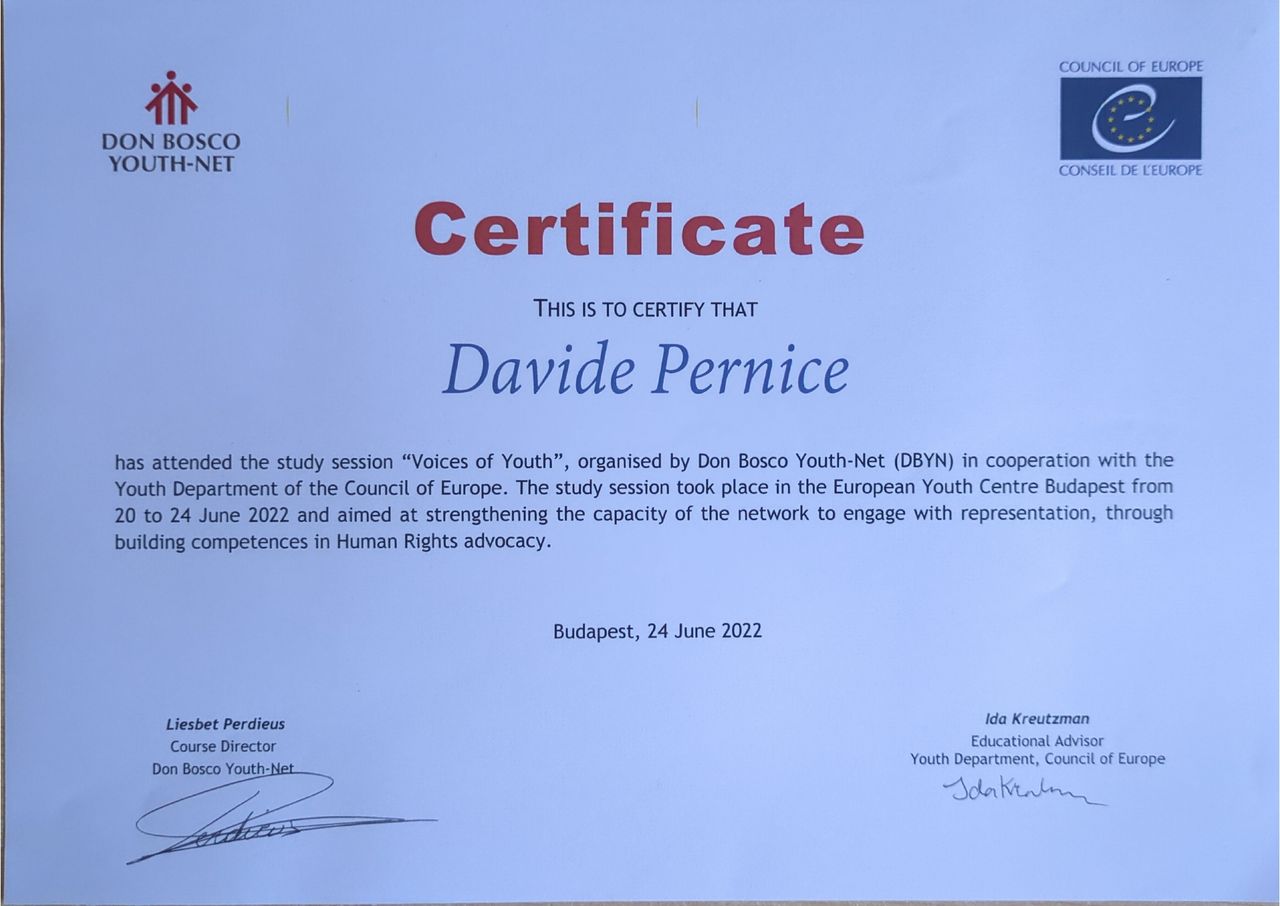 DON BOSCO
YOUTH-NET
COUNCIL OF EUROPE
CONSEIL DE L'EUROPE
Certificate
THIS IS TO CERTIFY THAT
Davide Pernice
has attended the study session “Voices of Youth”, organised by Don Bosco Youth-Net (DBYN) in cooperation with the
Youth Department of the Council of Europe. The study session took place in the European Youth Centre Budapest from
20 to 24 June 2022 and aimed at strengthening the capacity of the network to engage with representation, through
building competences in Human Rights advocacy.
Budapest, 24 June 2022
Liesbet Perdieus
Course Director
Don Bosco Youth-Net
Perdieus
Ida Kreutzman
Educational Advisor
Youth Department, Council of Europe